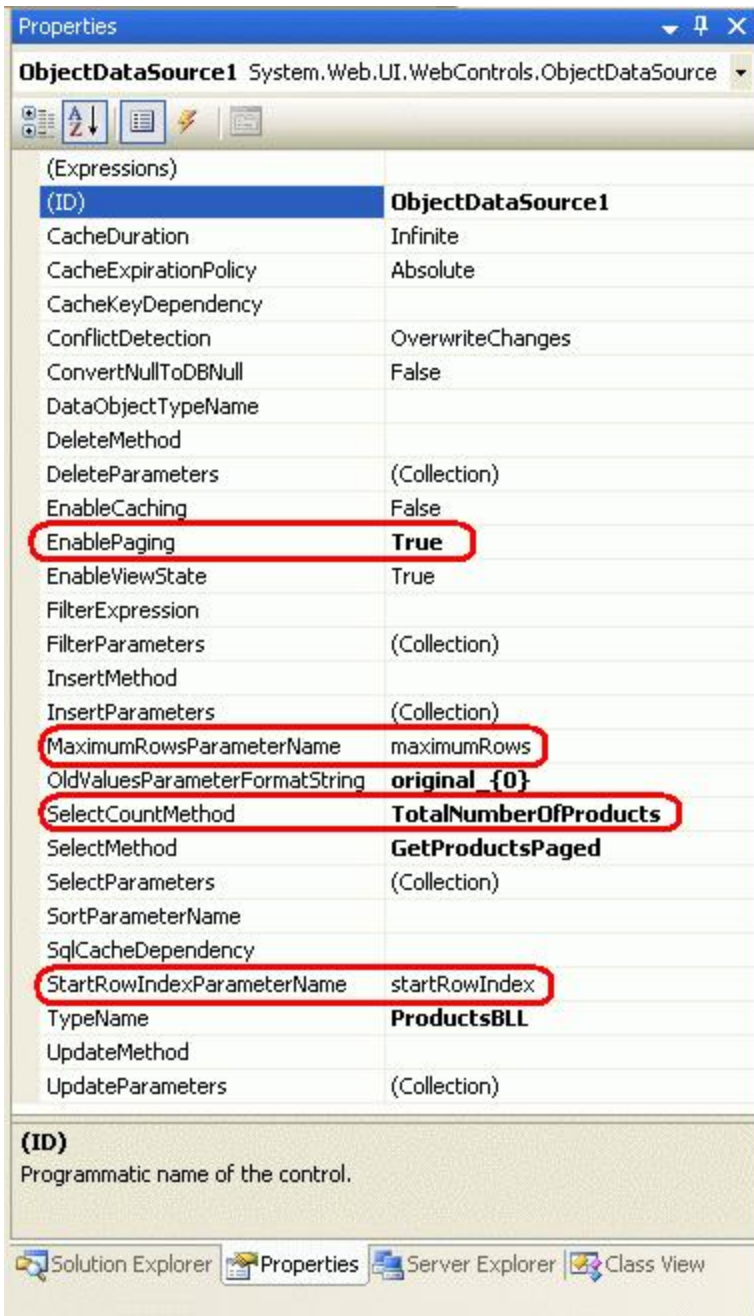 Properties
ObjectDataSource1 System.Web.UI.WebControls.ObjectDataSource
A Z
(Expressions)
(ID) ObjectDataSource1
CacheDuration Infinite
CacheExpirationPolicy Absolute
CacheKeyDependency
ConflictDetection OverwriteChanges
ConvertNullToDBNull False
DataObjectTypeName
DeleteMethod
DeleteParameters (Collection)
EnableCaching False
EnablePaging True
EnableViewState True
FilterExpression
FilterParameters (Collection)
InsertMethod
InsertParameters (Collection)
MaximumRowsParameterName maximumRows
OldValuesParameterFormatString original_{0}
SelectCountMethod TotalNumberOfProducts
SelectMethod GetProductsPaged
SelectParameters (Collection)
SortParameterName
SqlCacheDependency
StartRowIndexParameterName startRowIndex
TypeName ProductsBLL
UpdateMethod
UpdateParameters (Collection)
(ID)
Programmatic name of the control.
Solution Explorer Properties Server Explorer Class View